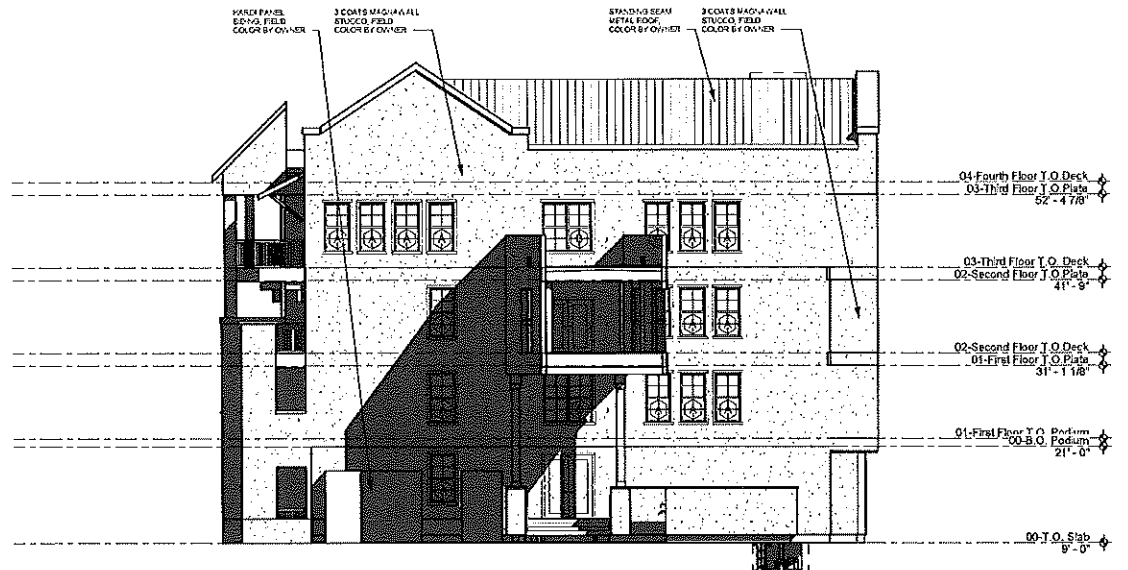 HARDI PANEL
SIDING, FIELD
COLOR BY OWNER
3 COATS MAGNAWALL
STUCCO, FIELD
COLOR BY OWNER
STANDING SEAM
METAL ROOF,
COLOR BY OWNER
3 COATS MAGNAWALL
STUCCO, FIELD
COLOR BY OWNER
04-Fourth Floor T.O. Deck
03-Third Floor T.O. Plate
52' - 4 7/8"
03-Third Floor T.O. Deck
02-Second Floor T.O. Plate
41' - 9"
02-Second Floor T.O. Deck
01-First Floor T.O. Plate
31' - 1 1/8"
01-First Floor T.O. Podium
00-B.O. Podium
21' - 0"
00-T.O. Slab
9' - 0"